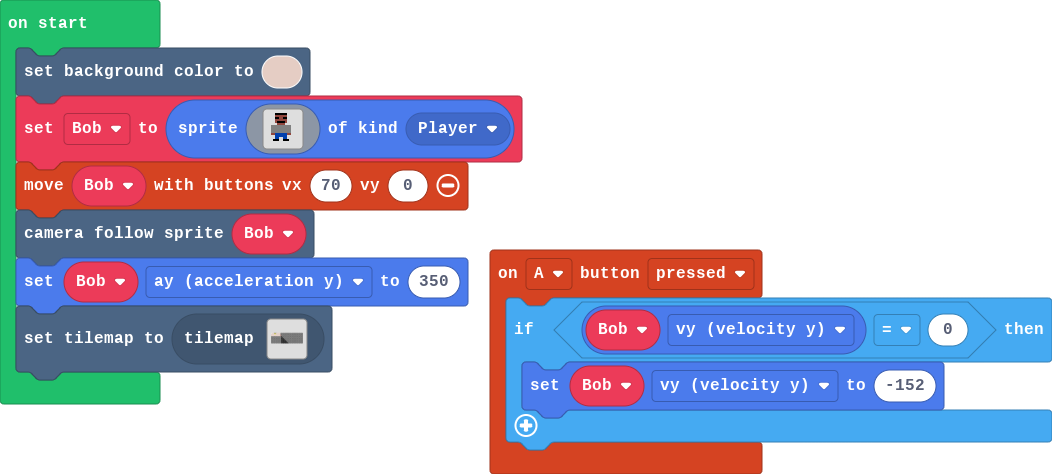 on start
set background color to
set Bob to sprite of kind Player
move Bob with buttons vx 70 vy 0
camera follow sprite Bob
set Bob ay (acceleration y) to 350
set tilemap to tilemap
on A button pressed
if Bob vy (velocity y) = 0 then
set Bob vy (velocity y) to -152